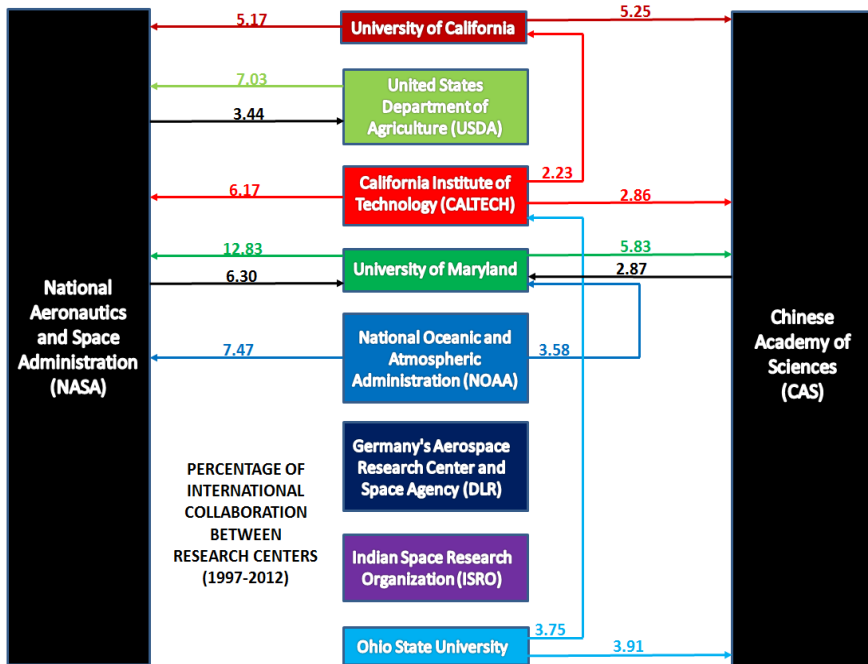 5.17
University of California
5.25
7.03
United States
Department of
Agriculture (USDA)
3.44
2.23
California Institute of
Technology (CALTECH)
6.17
2.86
12.83
University of Maryland
5.83
6.30
2.87
National
Aeronautics
and Space
Administration
(NASA)
Chinese
Academy of
Sciences
(CAS)
National Oceanic and
Atmospheric
Administration (NOAA)
7.47
3.58
Germany's Aerospace
Research Center and
Space Agency (DLR)
PERCENTAGE OF
INTERNATIONAL
COLLABORATION
BETWEEN
RESEARCH CENTERS
(1997-2012)
Indian Space Research
Organization (ISRO)
3.75
Ohio State University
3.91